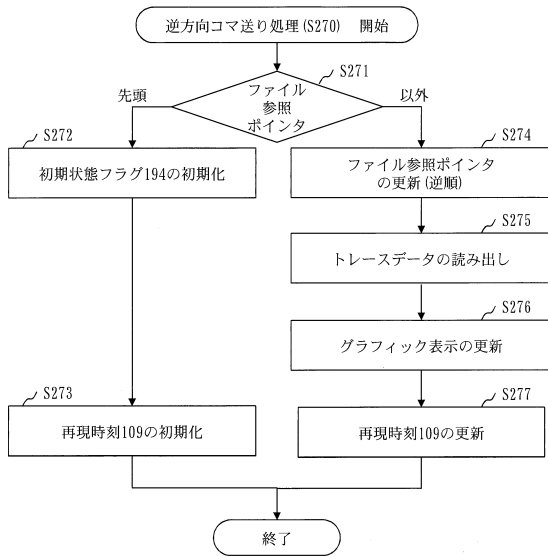 逆方向コマ送り処理(S270) 開始
S271
ファイル
参照
ポインタ
先頭
以外
S272
初期状態フラグ194の初期化
S274
ファイル参照ポインタ
の更新(逆順)
S275
トレースデータの読み出し
S276
グラフィック表示の更新
S273
再現時刻109の初期化
S277
再現時刻109の更新
終了